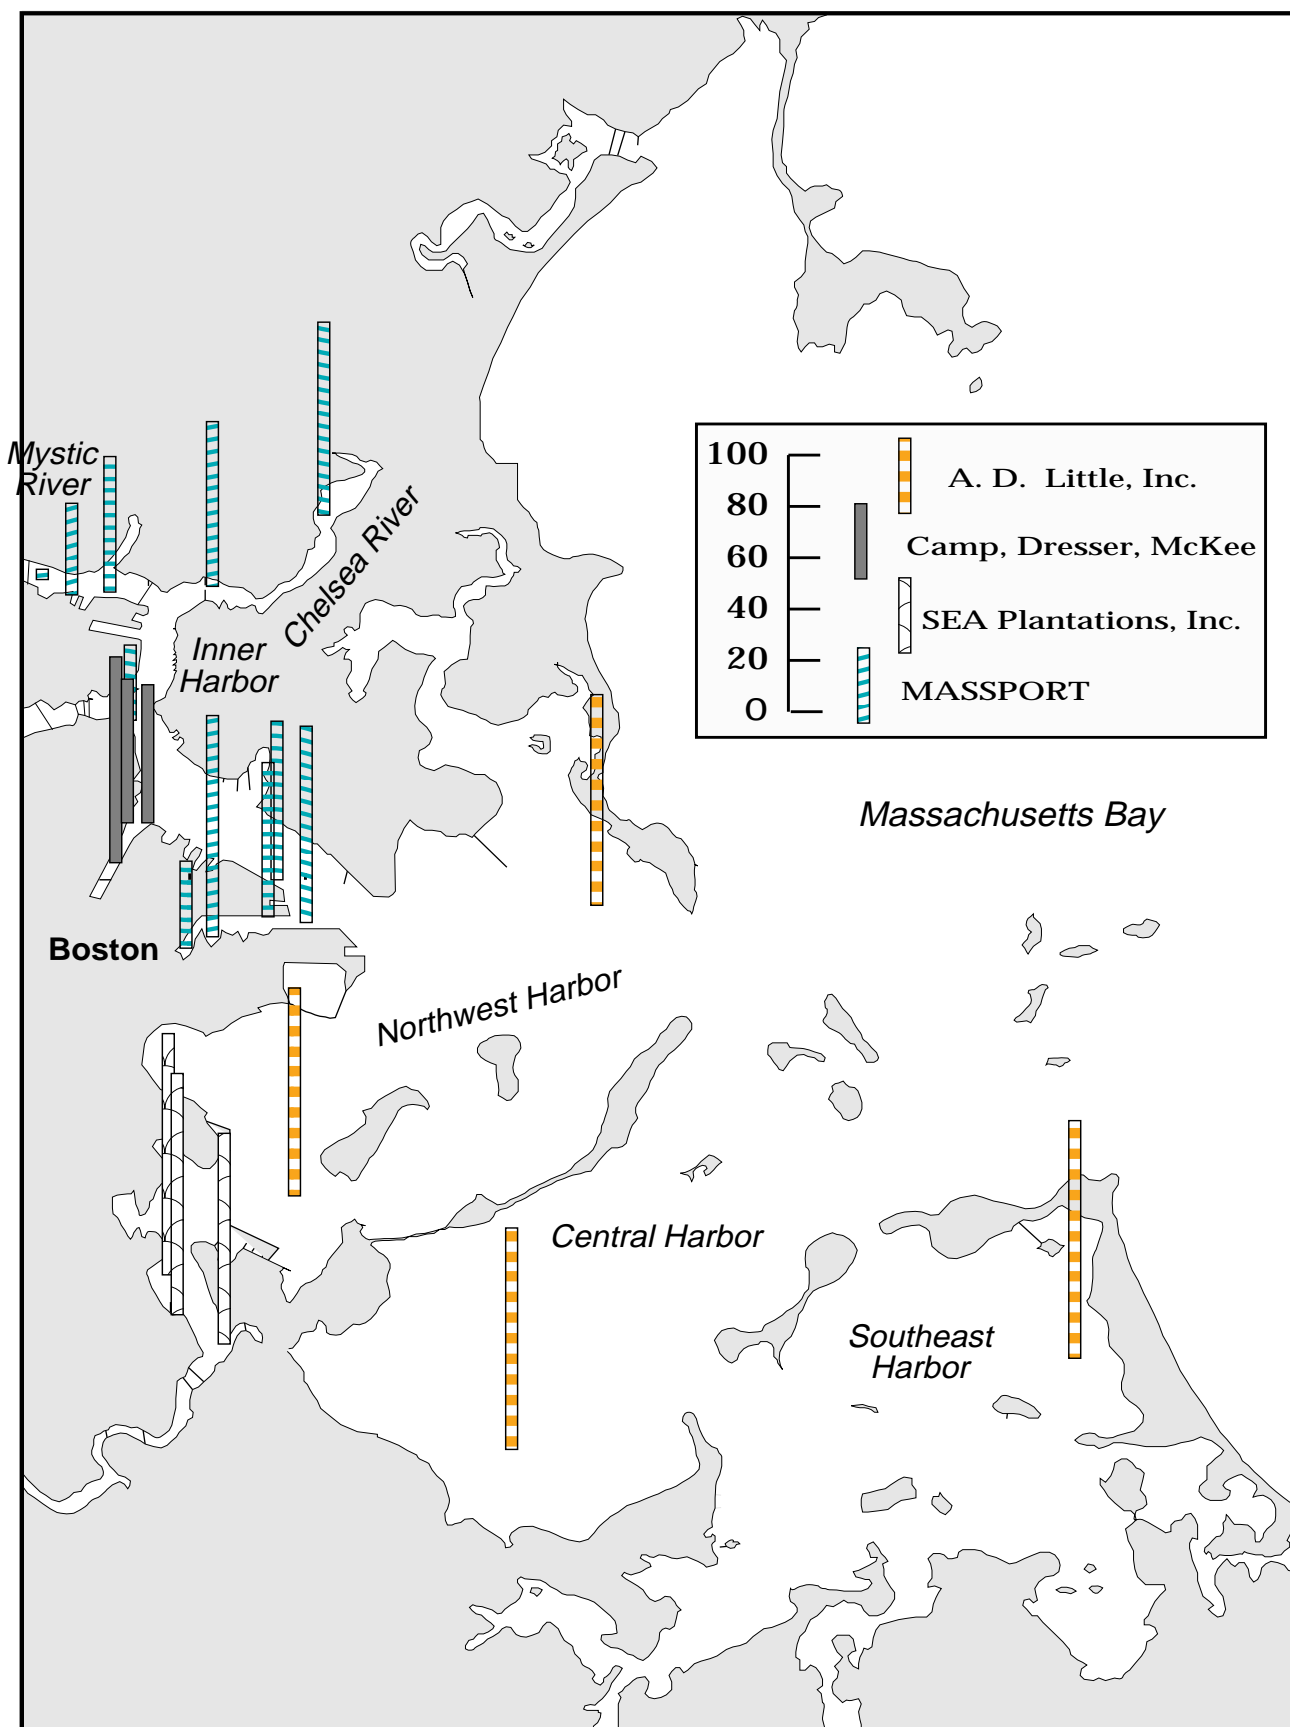 Mystic
River
Chelsea River
Inner
Harbor
100
80
60
40
20
0
A. D. Little, Inc.
Camp, Dresser, McKee
SEA Plantations, Inc.
MASSPORT
Massachusetts Bay
Boston
Northwest Harbor
Central Harbor
Southeast
Harbor